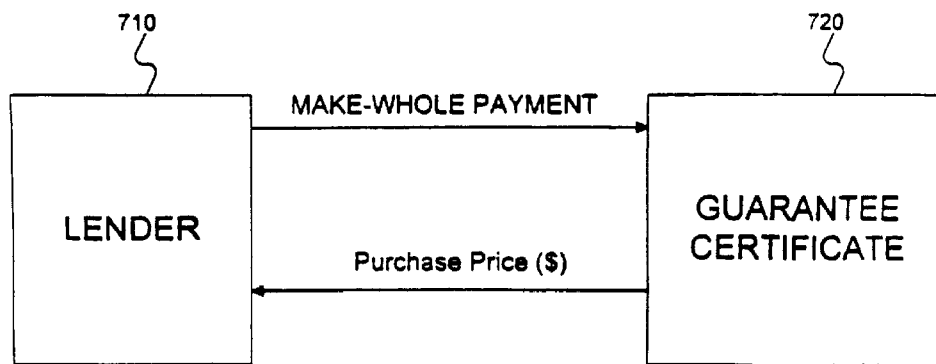 710
720
MAKE-WHOLE PAYMENT
LENDER
GUARANTEE
CERTIFICATE
Purchase Price ($)